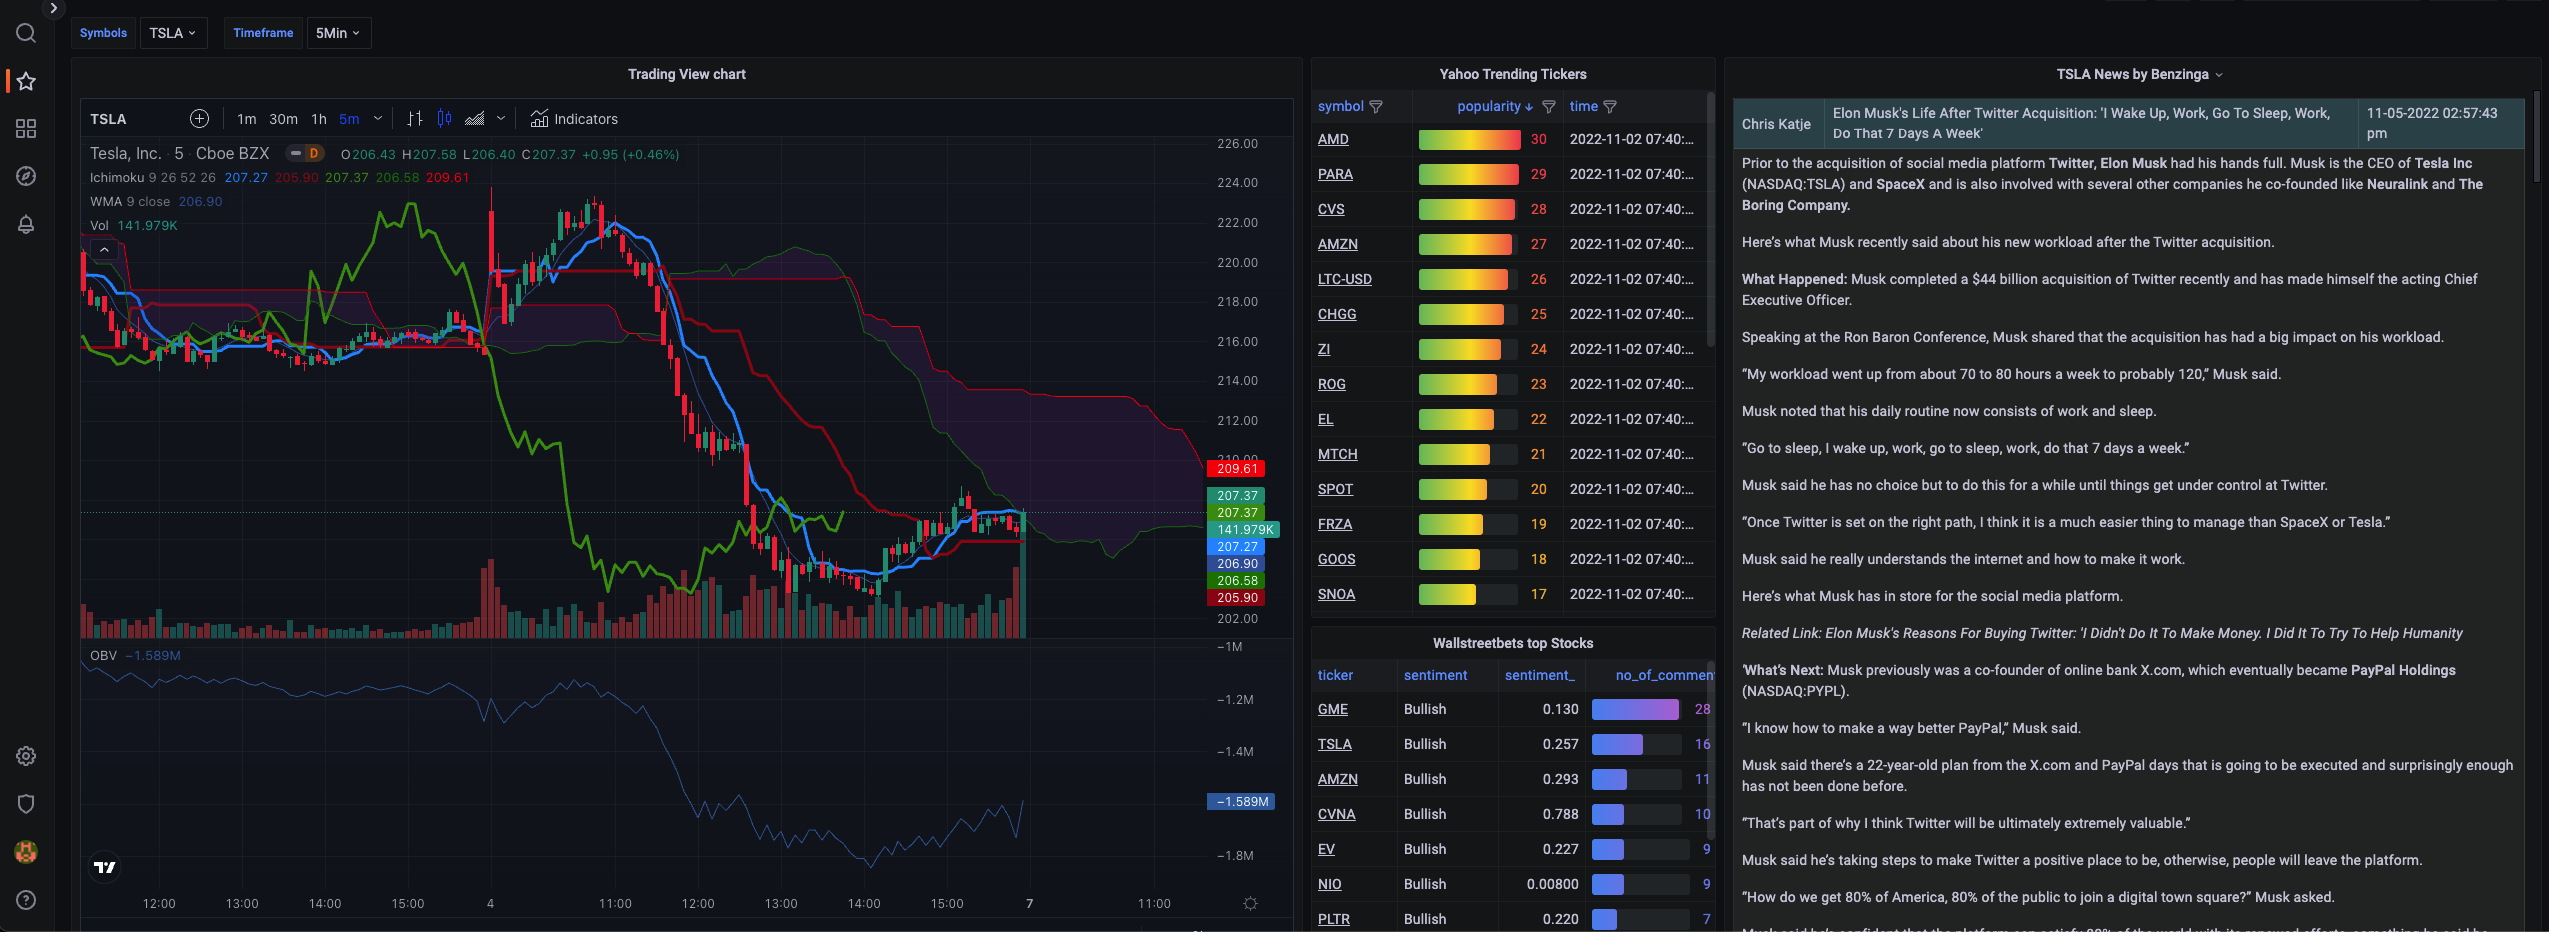 Symbols TSLA Timeframe 5Min
Trading View chart
TSLA 1m 30m 1h 5m Indicators
Tesla, Inc. · 5 · Cboe BZX D O206.43 H207.58 L206.40 C207.37 +0.95 (+0.46%)
Ichimoku 9 26 52 26 207.27 205.90 207.37 206.58 209.61
WMA 9 close 206.90
Vol 141.979K
226.00
224.00
222.00
220.00
218.00
216.00
214.00
212.00
210.00
209.61
207.37
207.37
141.979K
207.27
206.90
206.58
205.90
202.00
OBV −1.589M
−1M
−1.2M
−1.4M
−1.589M
−1.8M
12:00 13:00 14:00 15:00 4 11:00 12:00 13:00 14:00 15:00 7 11:00
Yahoo Trending Tickers
symbol popularity time
AMD 30 2022-11-02 07:40:...
PARA 29 2022-11-02 07:40:...
CVS 28 2022-11-02 07:40:...
AMZN 27 2022-11-02 07:40:...
LTC-USD 26 2022-11-02 07:40:...
CHGG 25 2022-11-02 07:40:...
ZI 24 2022-11-02 07:40:...
ROG 23 2022-11-02 07:40:...
EL 22 2022-11-02 07:40:...
MTCH 21 2022-11-02 07:40:...
SPOT 20 2022-11-02 07:40:...
FRZA 19 2022-11-02 07:40:...
GOOS 18 2022-11-02 07:40:...
SNOA 17 2022-11-02 07:40:...
Wallstreetbets top Stocks
ticker sentiment sentiment_ no_of_commen
GME Bullish 0.130 28
TSLA Bullish 0.257 16
AMZN Bullish 0.293 11
CVNA Bullish 0.788 10
EV Bullish 0.227 9
NIO Bullish 0.00800 9
PLTR Bullish 0.220 7
TSLA News by Benzinga
Chris Katje
Elon Musk's Life After Twitter Acquisition: 'I Wake Up, Work, Go To Sleep, Work,
Do That 7 Days A Week'
11-05-2022 02:57:43
pm
Prior to the acquisition of social media platform Twitter, Elon Musk had his hands full. Musk is the CEO of Tesla Inc
(NASDAQ:TSLA) and SpaceX and is also involved with several other companies he co-founded like Neuralink and The
Boring Company.
Here’s what Musk recently said about his new workload after the Twitter acquisition.
What Happened: Musk completed a $44 billion acquisition of Twitter recently and has made himself the acting Chief
Executive Officer.
Speaking at the Ron Baron Conference, Musk shared that the acquisition has had a big impact on his workload.
“My workload went up from about 70 to 80 hours a week to probably 120,” Musk said.
Musk noted that his daily routine now consists of work and sleep.
“Go to sleep, I wake up, work, go to sleep, work, do that 7 days a week.”
Musk said he has no choice but to do this for a while until things get under control at Twitter.
“Once Twitter is set on the right path, I think it is a much easier thing to manage than SpaceX or Tesla.”
Musk said he really understands the internet and how to make it work.
Here’s what Musk has in store for the social media platform.
Related Link: Elon Musk's Reasons For Buying Twitter: 'I Didn't Do It To Make Money. I Did It To Try To Help Humanity
'What’s Next: Musk previously was a co-founder of online bank X.com, which eventually became PayPal Holdings
(NASDAQ:PYPL).
“I know how to make a way better PayPal,” Musk said.
Musk said there’s a 22-year-old plan from the X.com and PayPal days that is going to be executed and surprisingly enough
has not been done before.
“That’s part of why I think Twitter will be ultimately extremely valuable.”
Musk said he’s taking steps to make Twitter a positive place to be, otherwise, people will leave the platform.
“How do we get 80% of America, 80% of the public to join a digital town square?” Musk asked.